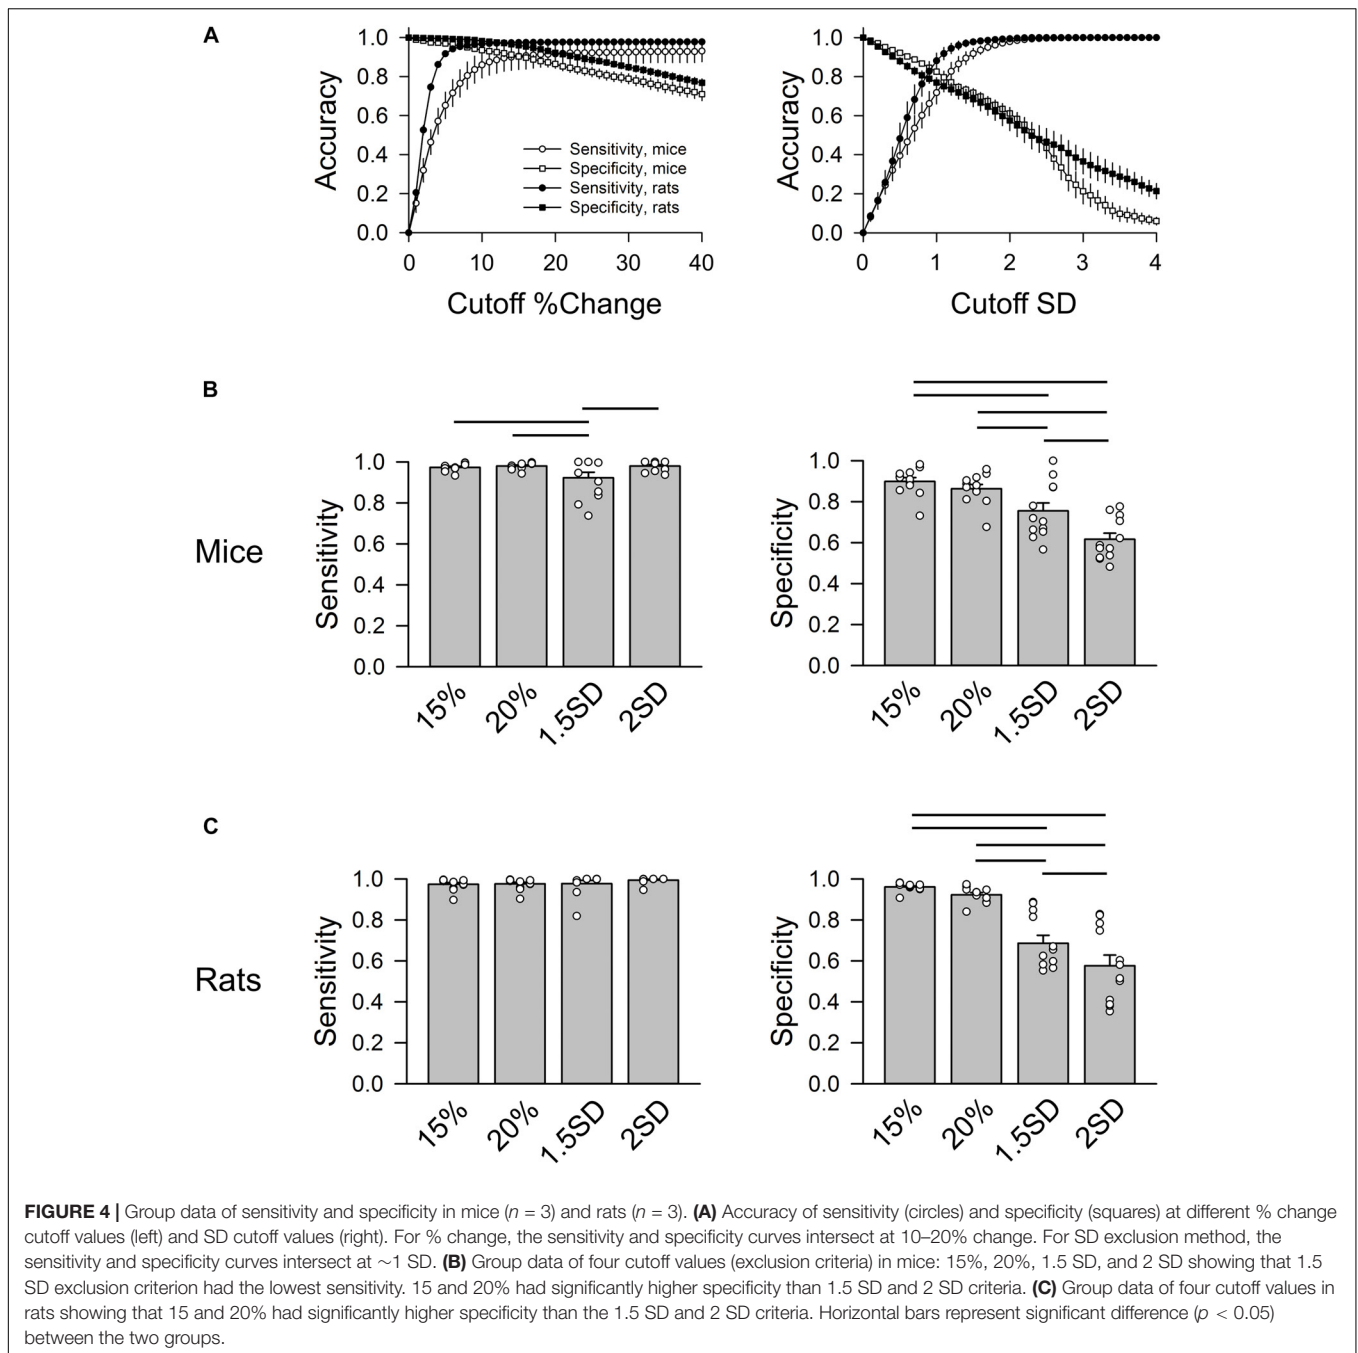 A
1.0
0.8
0.6
0.4
0.2
0.0
Accuracy
0 10 20 30 40
Cutoff %Change
Sensitivity, mice
Specificity, mice
Sensitivity, rats
Specificity, rats
1.0
0.8
0.6
0.4
0.2
0.0
Accuracy
0 1 2 3 4
Cutoff SD
B
Mice
1.0
0.8
0.6
0.4
0.2
0.0
Sensitivity
15% 20% 1.5SD 2SD
1.0
0.8
0.6
0.4
0.2
0.0
Specificity
15% 20% 1.5SD 2SD
C
Rats
1.0
0.8
0.6
0.4
0.2
0.0
Sensitivity
15% 20% 1.5SD 2SD
1.0
0.8
0.6
0.4
0.2
0.0
Specificity
15% 20% 1.5SD 2SD
FIGURE 4 | Group data of sensitivity and specificity in mice (n = 3) and rats (n = 3). (A) Accuracy of sensitivity (circles) and specificity (squares) at different % change
cutoff values (left) and SD cutoff values (right). For % change, the sensitivity and specificity curves intersect at 10–20% change. For SD exclusion method, the
sensitivity and specificity curves intersect at ∼1 SD. (B) Group data of four cutoff values (exclusion criteria) in mice: 15%, 20%, 1.5 SD, and 2 SD showing that 1.5
SD exclusion criterion had the lowest sensitivity. 15 and 20% had significantly higher specificity than 1.5 SD and 2 SD criteria. (C) Group data of four cutoff values in
rats showing that 15 and 20% had significantly higher specificity than the 1.5 SD and 2 SD criteria. Horizontal bars represent significant difference (p < 0.05)
between the two groups.